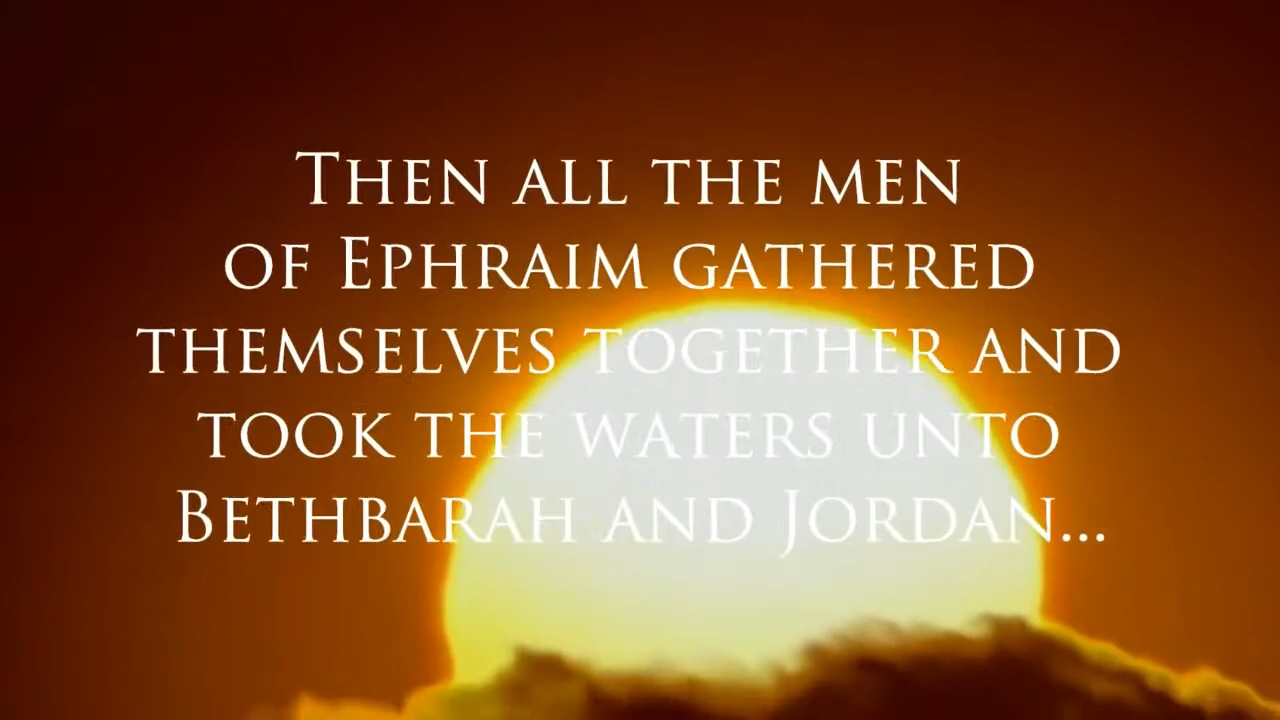 Then all the men
of Ephraim gathered
themselves together and
took the waters unto
Bethbarah and Jordan...